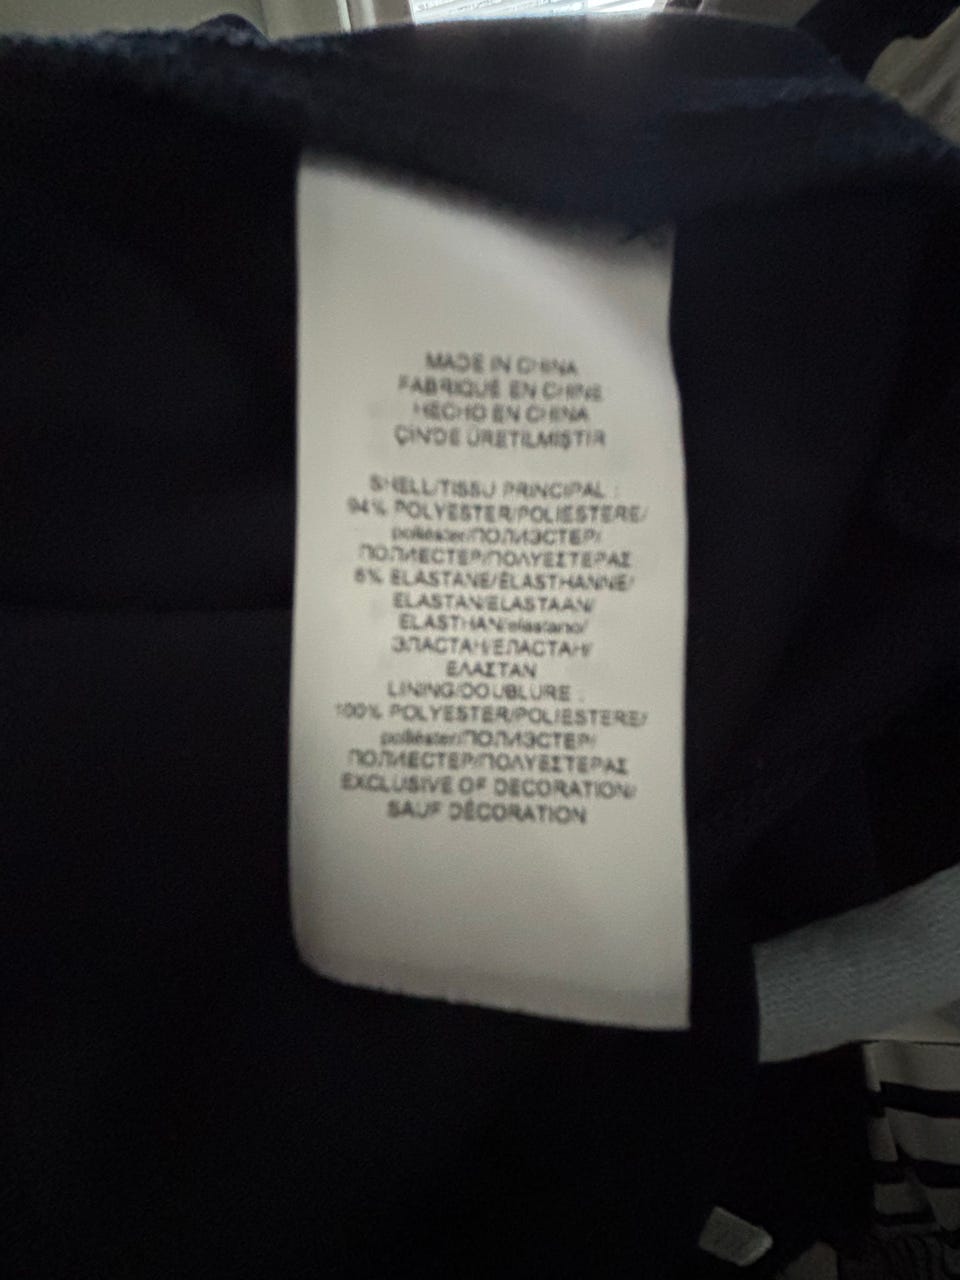 MADE IN CHINA
FABRIQUÉ EN CHINE
HECHO EN CHINA
ÇİN'DE ÜRETİLMİŞTİR
SHELL/TISSU PRINCIPAL :
94% POLYESTER/POLIESTERE/
poliéster/ПОЛИЭСТЕР/
ПОЛИЕСТЕР/ΠΟΛΥΕΣΤΕΡΑΣ
6% ELASTANE/ÉLASTHANNE/
ELASTAN/ELASTAAN/
ELASTHAN/elastano/
ЭЛАСТАН/ЕЛАСТАН/
ΕΛΑΣΤΑΝ
LINING/DOUBLURE :
100% POLYESTER/POLIESTERE/
poliéster/ПОЛИЭСТЕР/
ПОЛИЕСТЕР/ΠΟΛΥΕΣΤΕΡΑΣ
EXCLUSIVE OF DECORATION/
SAUF DÉCORATION